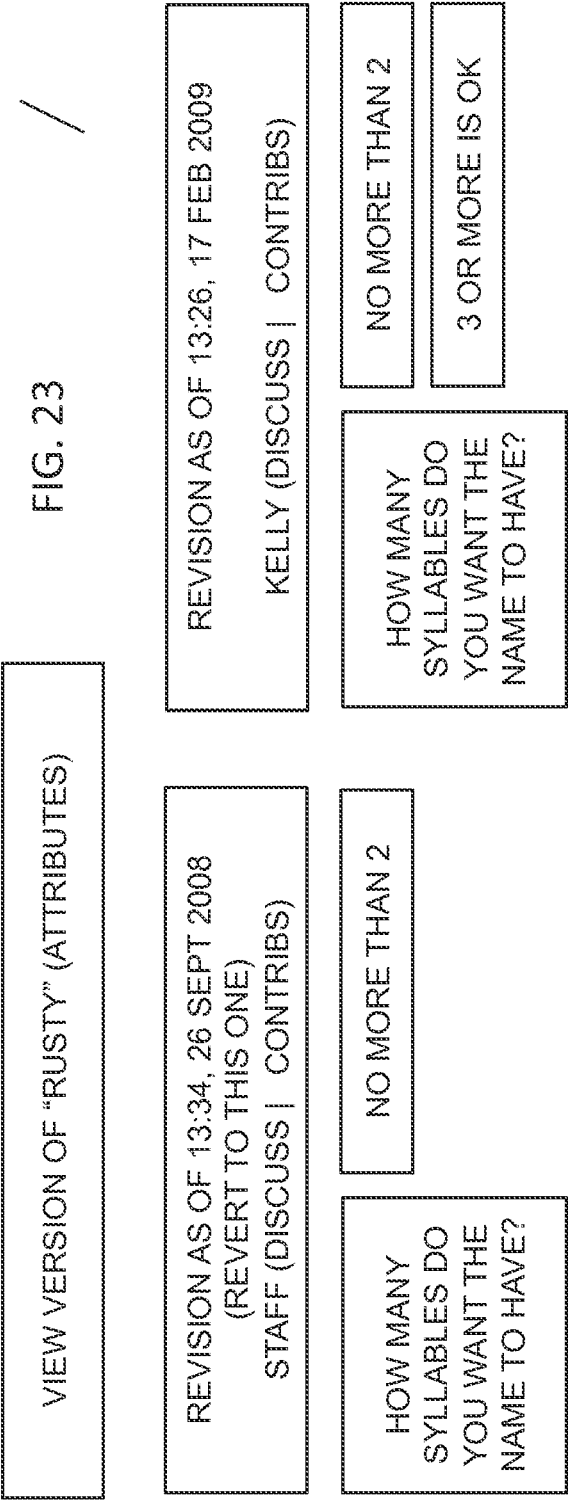 VIEW VERSION OF “RUSTY” (ATTRIBUTES)
FIG. 23
REVISION AS OF 13:34, 26 SEPT 2008
(REVERT TO THIS ONE)
STAFF (DISCUSS | CONTRIBS)
HOW MANY
SYLLABLES DO
YOU WANT THE
NAME TO HAVE?
NO MORE THAN 2
REVISION AS OF 13:26, 17 FEB 2009
KELLY (DISCUSS | CONTRIBS)
HOW MANY
SYLLABLES DO
YOU WANT THE
NAME TO HAVE?
NO MORE THAN 2
3 OR MORE IS OK